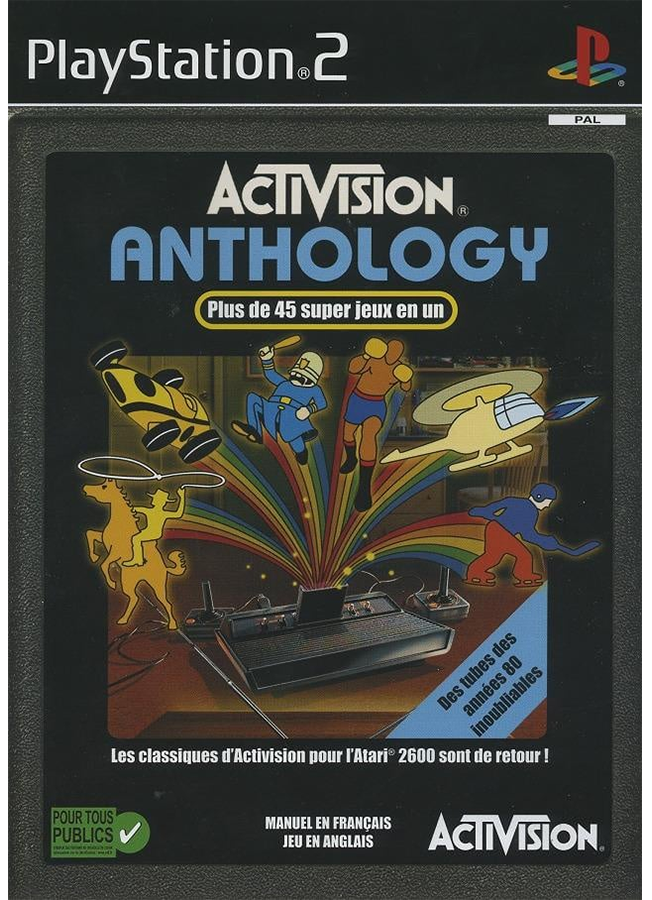 PlayStation®2
PAL
ACTIVISION®
ANTHOLOGY
Plus de 45 super jeux en un
Des tubes des
années 80
inoubliables
Les classiques d'Activision pour l'Atari® 2600 sont de retour !
POUR TOUS
PUBLICS
MANUEL EN FRANÇAIS
JEU EN ANGLAIS
ACTIVISION®